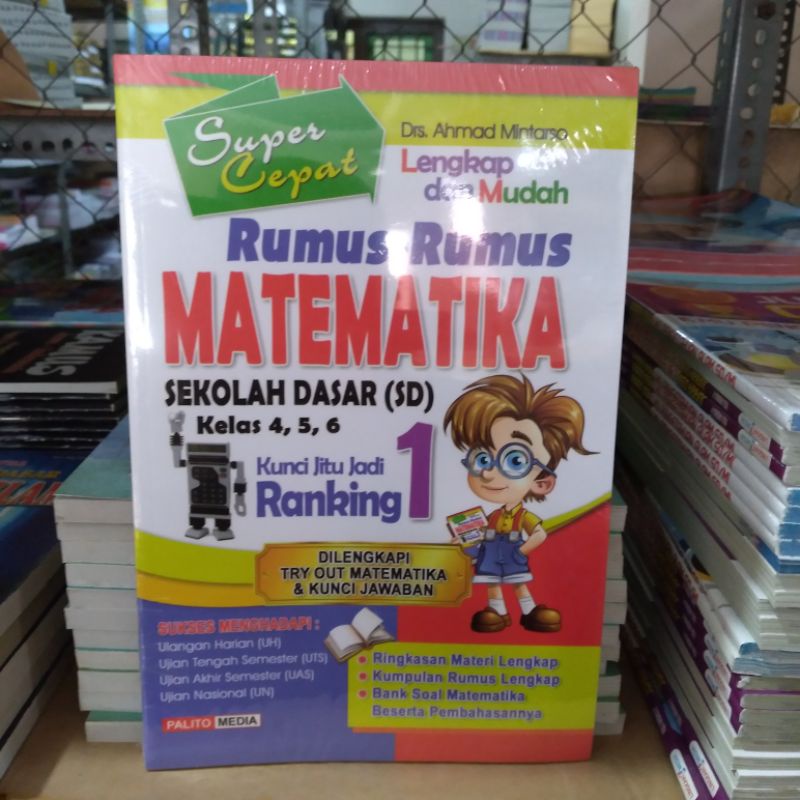 Super
Cepat
Drs. Ahmad Mintarso
Lengkap
dan Mudah
Rumus-Rumus
MATEMATIKA
SEKOLAH DASAR (SD)
Kelas 4, 5, 6
Kunci Jitu Jadi
Ranking 1
DILENGKAPI
TRY OUT MATEMATIKA
& KUNCI JAWABAN
SUKSES MENGHADAPI :
Ulangan Harian (UH)
Ujian Tengah Semester (UTS)
Ujian Akhir Semester (UAS)
Ujian Nasional (UN)
• Ringkasan Materi Lengkap
• Kumpulan Rumus Lengkap
• Bank Soal Matematika
Beserta Pembahasannya
PALITO MEDIA